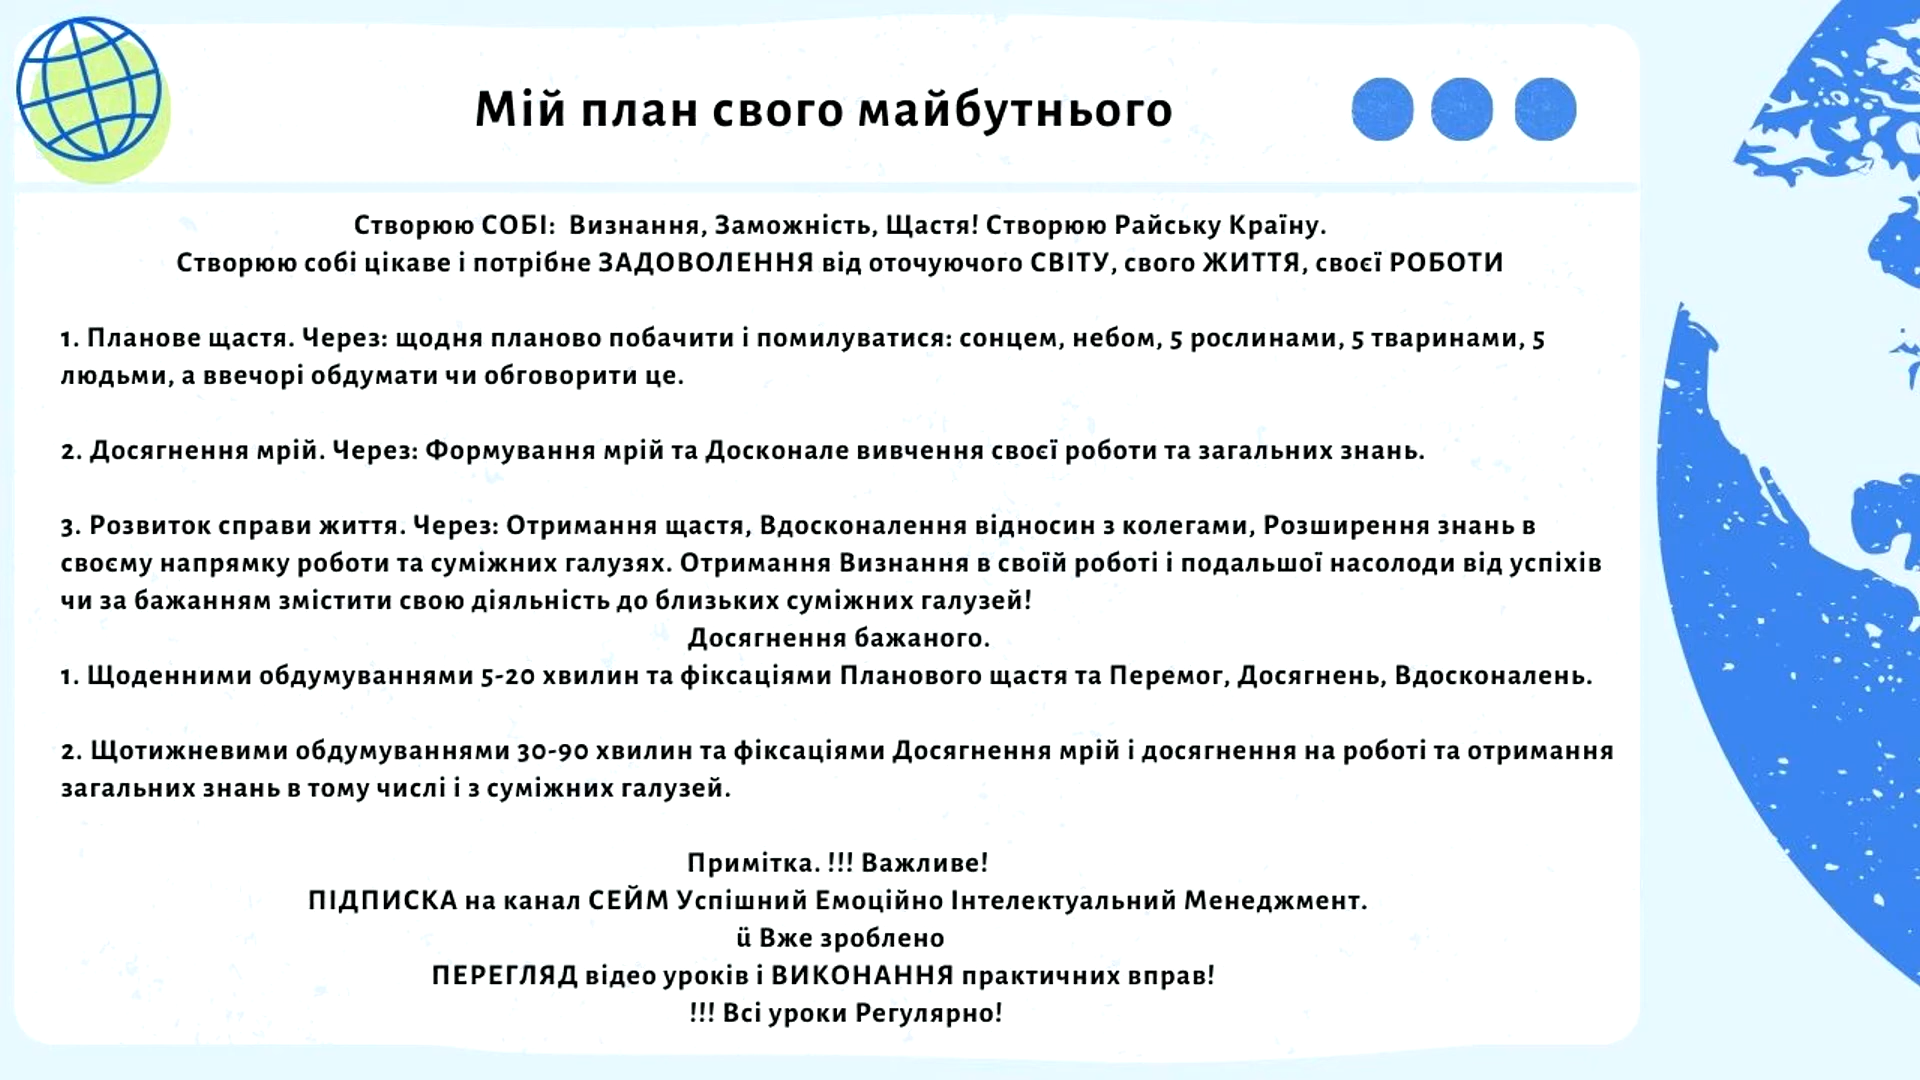 Мій план свого майбутнього
Створюю СОБІ: Визнання, Заможність, Щастя! Створюю Райську Країну.
Створюю собі цікаве і потрібне ЗАДОВОЛЕННЯ від оточуючого СВІТУ, свого ЖИТТЯ, своєї РОБОТИ
1. Планове щастя. Через: щодня планово побачити і помилуватися: сонцем, небом, 5 рослинами, 5 тваринами, 5
людьми, а ввечорі обдумати чи обговорити це.
2. Досягнення мрій. Через: Формування мрій та Досконале вивчення своєї роботи та загальних знань.
3. Розвиток справи життя. Через: Отримання щастя, Вдосконалення відносин з колегами, Розширення знань в
своєму напрямку роботи та суміжних галузях. Отримання Визнання в своїй роботі і подальшої насолоди від успіхів
чи за бажанням змістити свою діяльність до близьких суміжних галузей!
Досягнення бажаного.
1. Щоденними обдумуваннями 5-20 хвилин та фіксаціями Планового щастя та Перемог, Досягнень, Вдосконалень.
2. Щотижневими обдумуваннями 30-90 хвилин та фіксаціями Досягнення мрій і досягнення на роботі та отримання
загальних знань в тому числі і з суміжних галузей.
Примітка. !!! Важливе!
ПІДПИСКА на канал СЕЙМ Успішний Емоційно Інтелектуальний Менеджмент.
ü Вже зроблено
ПЕРЕГЛЯД відео уроків і ВИКОНАННЯ практичних вправ!
!!! Всі уроки Регулярно!